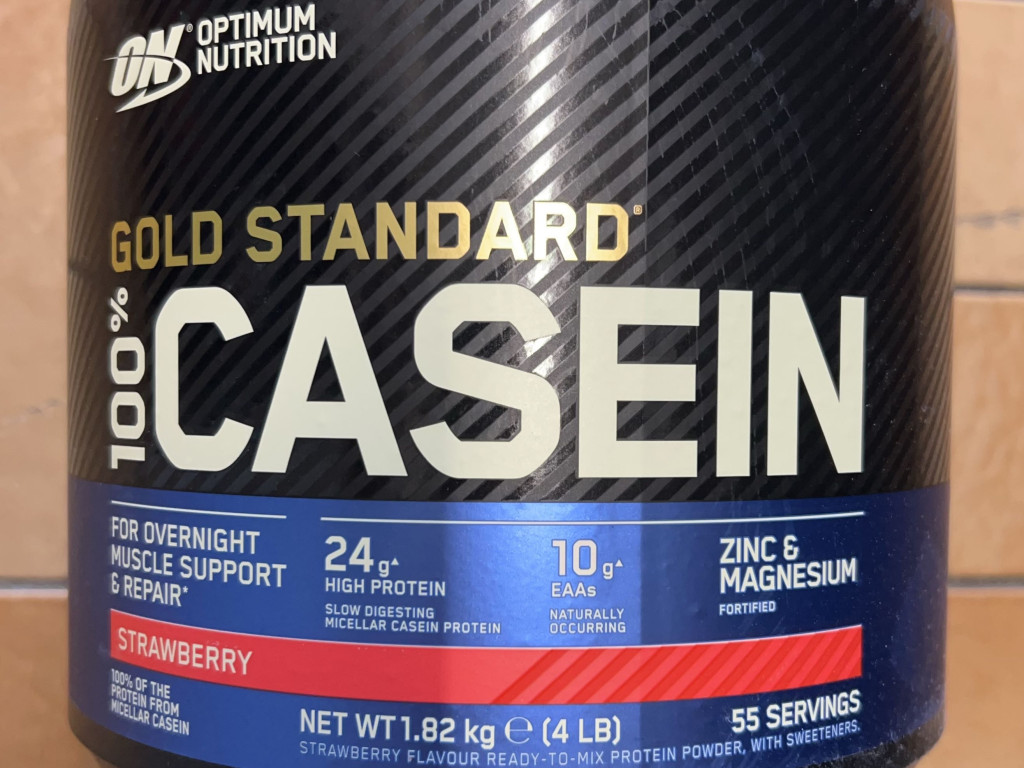 ON® OPTIMUM
NUTRITION
GOLD STANDARD®
100% CASEIN
FOR OVERNIGHT
MUSCLE SUPPORT
& REPAIR*
24g▲
HIGH PROTEIN
SLOW DIGESTING
MICELLAR CASEIN PROTEIN
10g▲
EAAs
NATURALLY
OCCURRING
ZINC &
MAGNESIUM
FORTIFIED
STRAWBERRY
100% OF THE
PROTEIN FROM
MICELLAR CASEIN
NET WT 1.82 kg ℮ (4 LB)
55 SERVINGS
STRAWBERRY FLAVOUR READY-TO-MIX PROTEIN POWDER, WITH SWEETENERS.